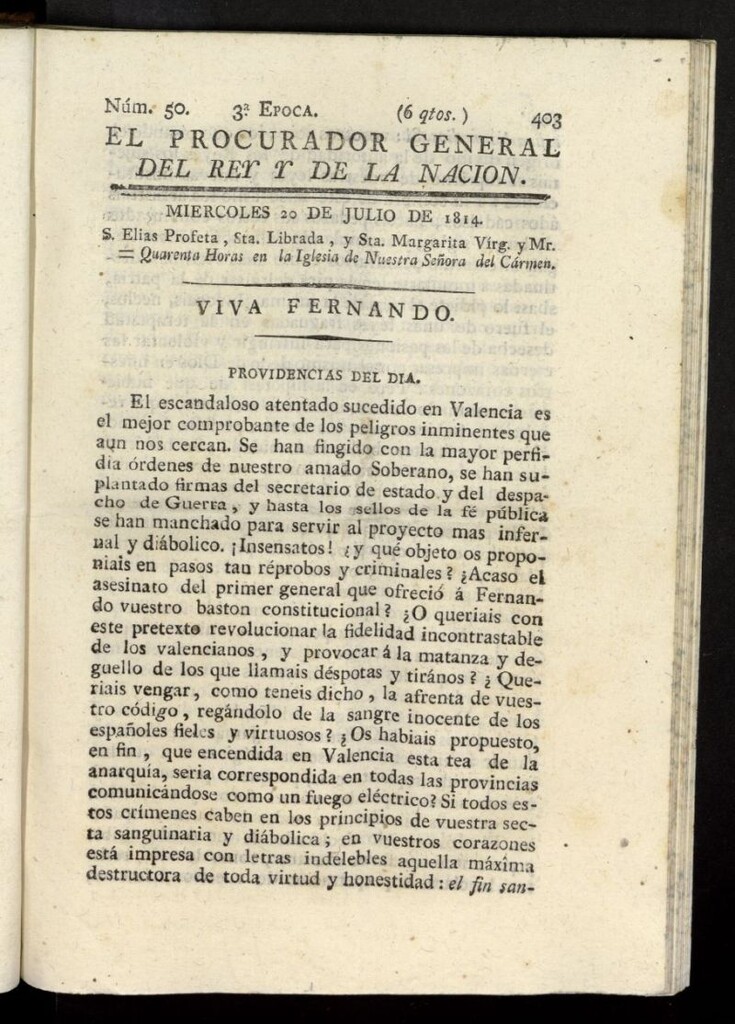 Núm. 50. 3.ª EPOCA. (6 qtos.) 403
EL PROCURADOR GENERAL
DEL REY Y DE LA NACION.
MIERCOLES 20 DE JULIO DE 1814.
S. Elias Profeta, Sta. Librada, y Sta. Margarita Vírg. y Mr.
= Quarenta Horas en la Iglesia de Nuestra Señora del Cármen.
VIVA FERNANDO.
PROVIDENCIAS DEL DIA.
El escandaloso atentado sucedido en Valencia es
el mejor comprobante de los peligros inminentes que
aun nos cercan. Se han fingido con la mayor perfi-
dia órdenes de nuestro amado Soberano, se han su-
plantado firmas del secretario de estado y del despa-
cho de Guerra, y hasta los sellos de la fé pública
se han manchado para servir al proyecto mas infer-
nal y diábolico. ¡Insensatos! ¿y qué objeto os propo-
niais en pasos tan réprobos y criminales? ¿Acaso el
asesinato del primer general que ofreció á Fernan-
do vuestro baston constitucional? ¿O queriais con
este pretexto revolucionar la fidelidad incontrastable
de los valencianos, y provocar á la matanza y de-
guello de los que llamais déspotas y tirános? ¿Que-
riais vengar, como teneis dicho, la afrenta de vues-
tro código, regándolo de la sangre inocente de los
españoles fieles y virtuosos? ¿Os habiais propuesto,
en fin, que encendida en Valencia esta tea de la
anarquía, seria correspondida en todas las provincias
comunicándose como un fuego eléctrico? Si todos es-
tos crímenes caben en los principios de vuestra sec-
ta sanguinaria y diábolica; en vuestros corazones
está impresa con letras indelebles aquella máxima
destructora de toda virtud y honestidad: el fin san-